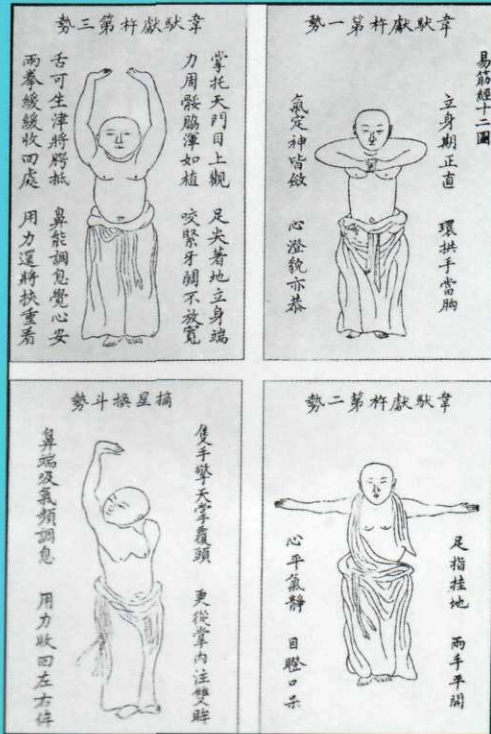 易筋經十二圖
韋馱獻杵第一勢
立身期正直 環拱手當胸
氣定神皆斂 心澄貌亦恭
韋馱獻杵第二勢
足指挂地 兩手平開
心平氣靜 目瞪口呆
韋馱獻杵第三勢
掌托天門目上觀 足尖著地立身端
力周骽脇渾如植 咬緊牙關不放寬
舌可生津將腭抵 鼻能調息覺心安
兩拳緩緩收回處 用力還將挾重看
摘星換斗勢
隻手擎天掌覆頭 更從掌內注雙眸
鼻端吸氣頻調息 用力收回左右侔